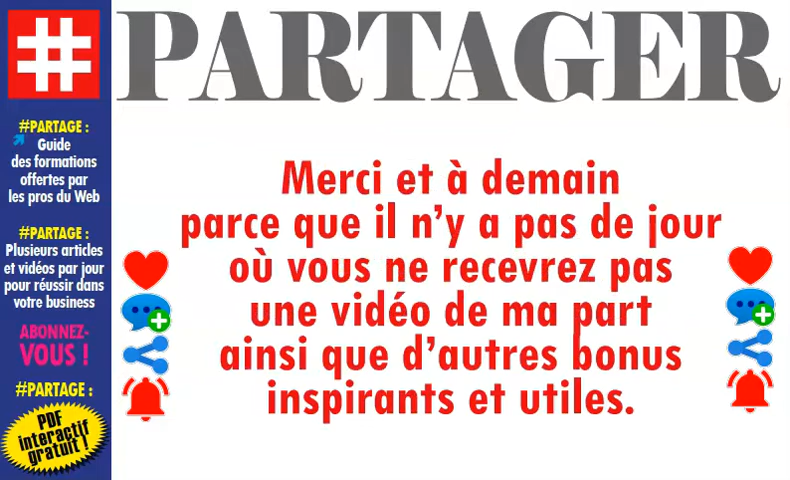 #PARTAGER
#PARTAGE :
Guide
des formations
offertes par
les pros du Web
#PARTAGE :
Plusieurs articles
et vidéos par jour
pour réussir dans
votre business
ABONNEZ-
VOUS !
#PARTAGE :
PDF
interactif
gratuit !
Merci et à demain
parce que il n’y a pas de jour
où vous ne recevrez pas
une vidéo de ma part
ainsi que d’autres bonus
inspirants et utiles.